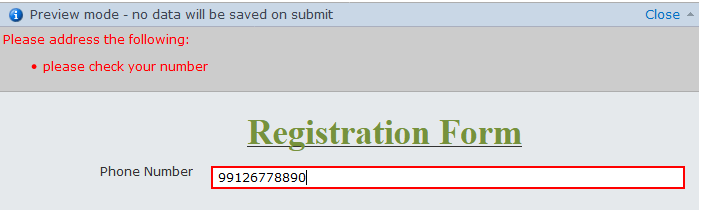 Preview mode - no data will be saved on submit Close
Please address the following:
• please check your number
Registration Form
Phone Number 99126778890